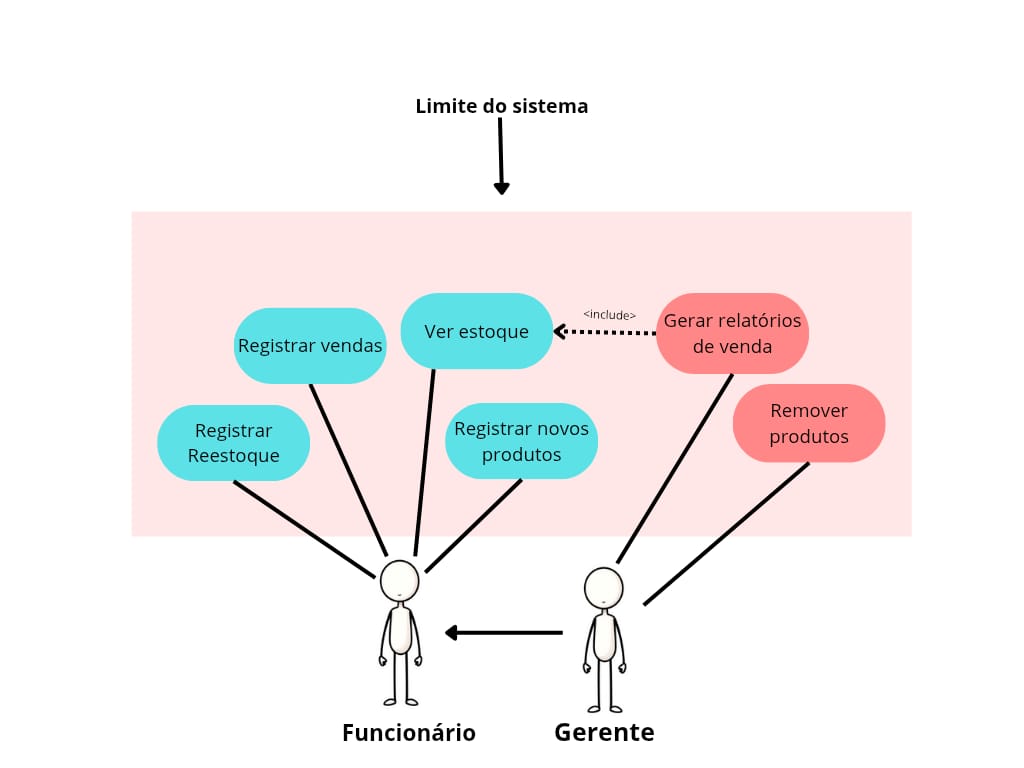 Limite do sistema
<include>
Gerar relatórios
de venda
Ver estoque
Registrar vendas
Remover
produtos
Registrar
Reestoque
Registrar novos
produtos
Funcionário
Gerente